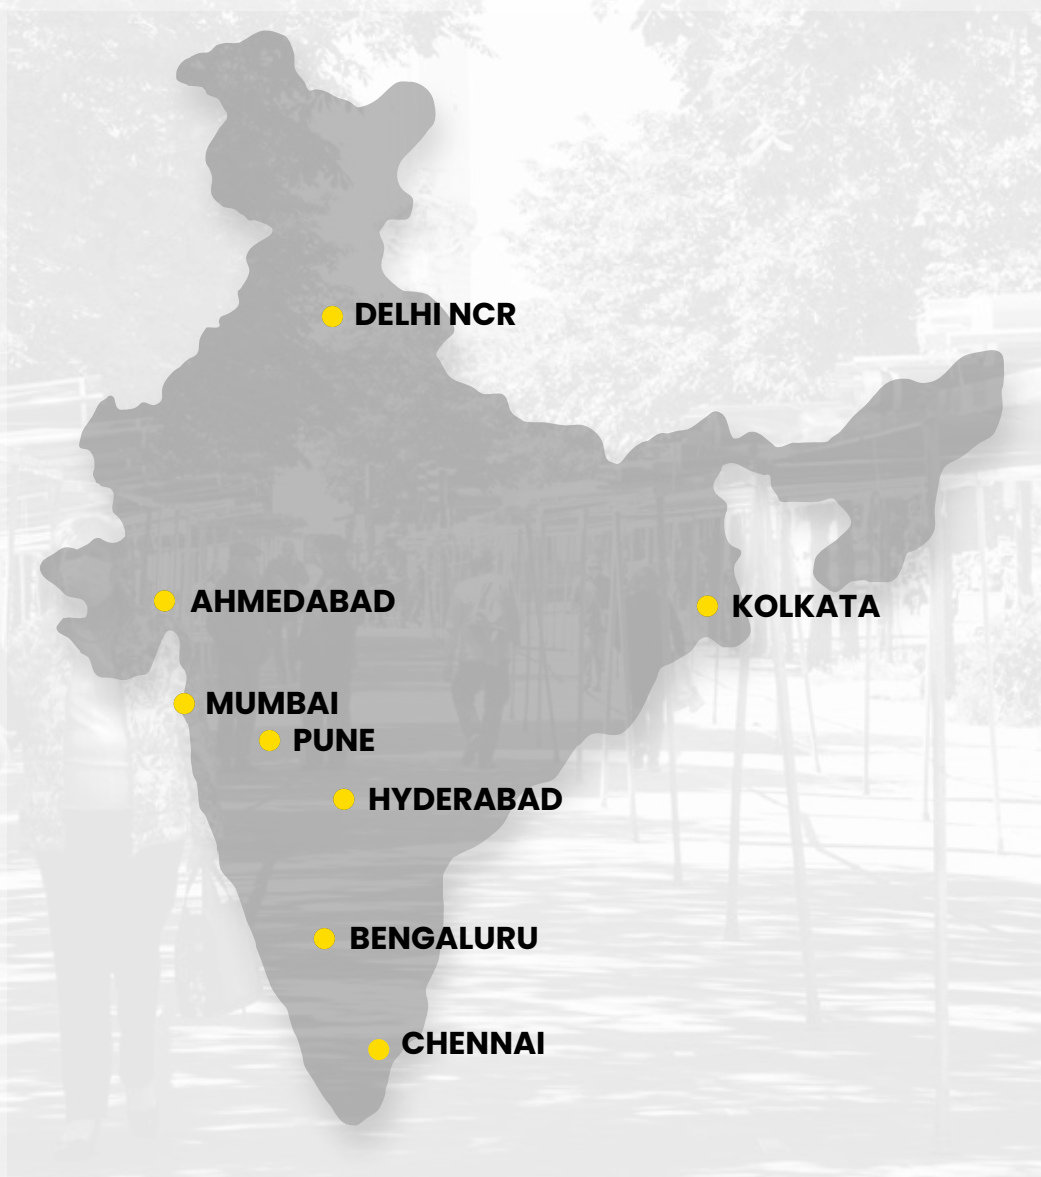 DELHI NCR
AHMEDABAD
KOLKATA
MUMBAI
PUNE
HYDERABAD
BENGALURU
CHENNAI